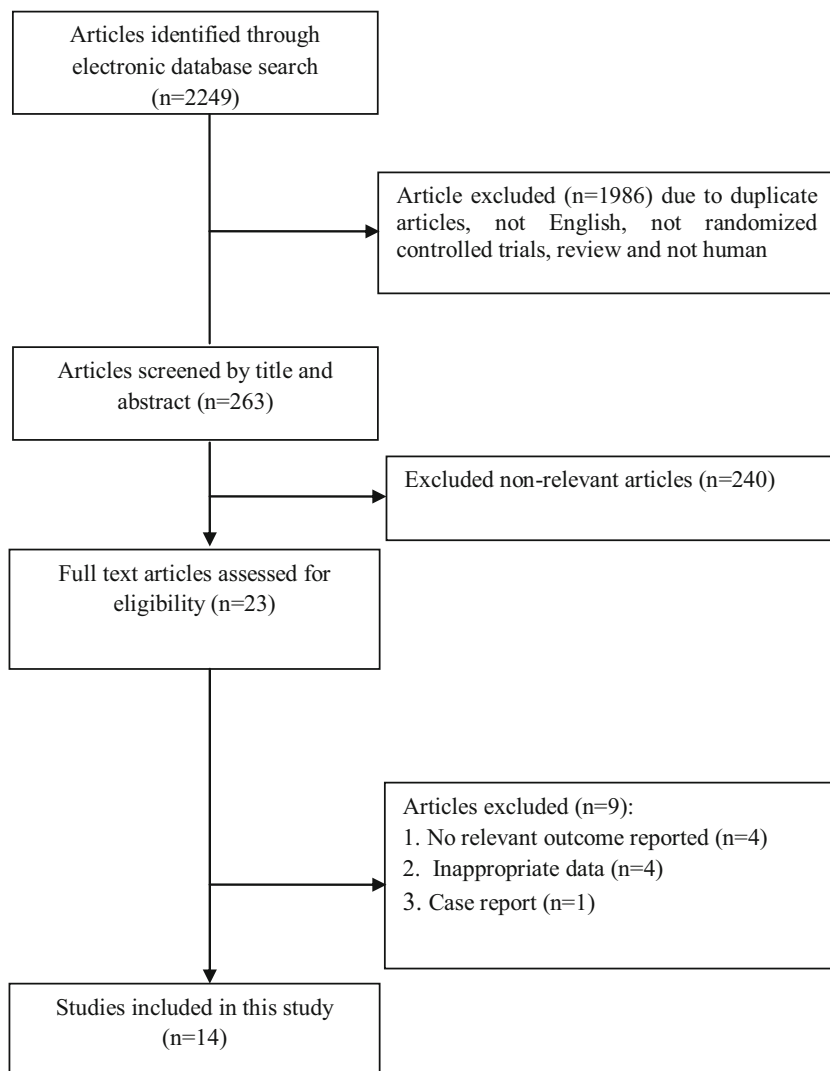 Articles identified through
electronic database search
(n=2249)
Article excluded (n=1986) due to duplicate
articles, not English, not randomized
controlled trials, review and not human
Articles screened by title and
abstract (n=263)
Excluded non-relevant articles (n=240)
Full text articles assessed for
eligibility (n=23)
Articles excluded (n=9):
1. No relevant outcome reported (n=4)
2. Inappropriate data (n=4)
3. Case report (n=1)
Studies included in this study
(n=14)